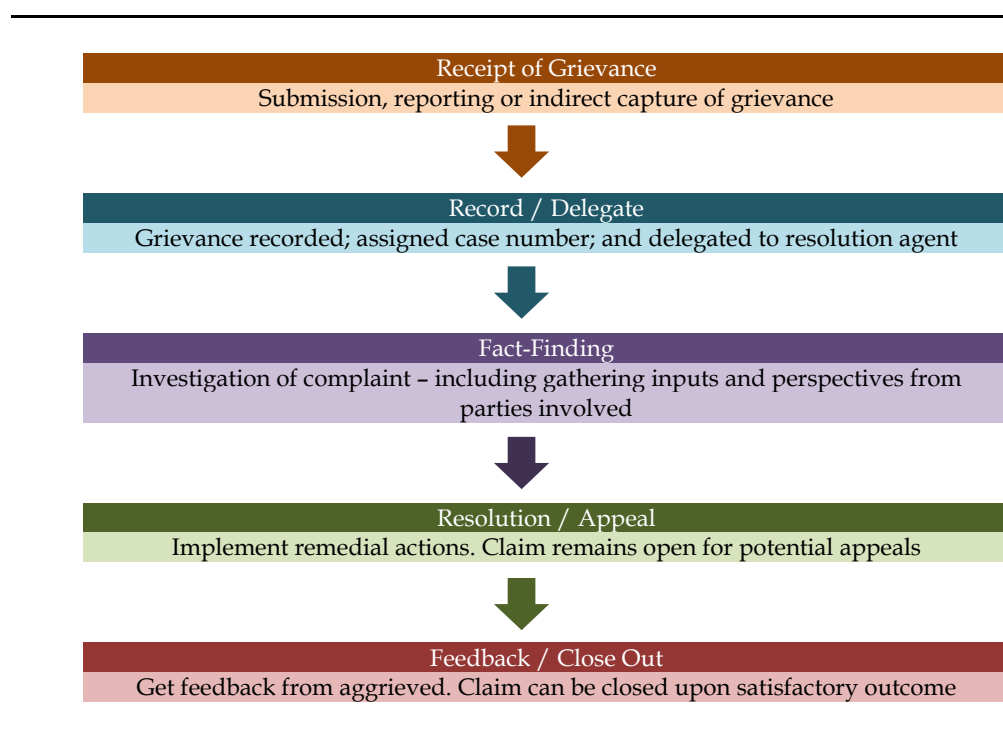 Receipt of Grievance
Submission, reporting or indirect capture of grievance
Record / Delegate
Grievance recorded; assigned case number; and delegated to resolution agent
Fact-Finding
Investigation of complaint – including gathering inputs and perspectives from
parties involved
Resolution / Appeal
Implement remedial actions. Claim remains open for potential appeals
Feedback / Close Out
Get feedback from aggrieved. Claim can be closed upon satisfactory outcome